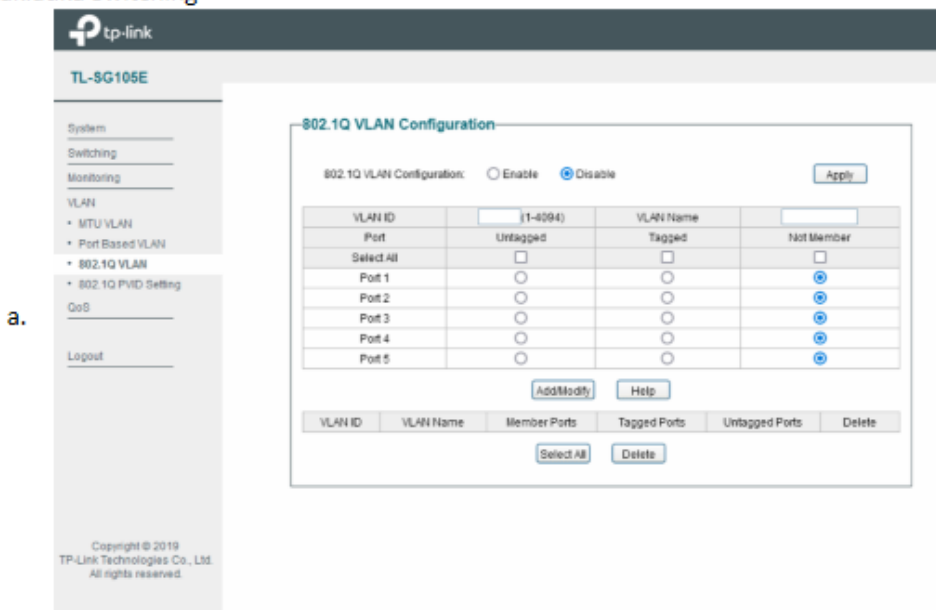 tp-link
TL-SG105E
System
Switching
Monitoring
VLAN
• MTU VLAN
• Port Based VLAN
• 802.1Q VLAN
• 802.1Q PVID Setting
QoS
Logout
Copyright © 2019
TP-Link Technologies Co., Ltd.
All rights reserved.
a.
802.1Q VLAN Configuration
802.1Q VLAN Configuration: Enable Disable Apply
VLAN ID (1-4094) VLAN Name
Port Untagged Tagged Not Member
Select All
Port 1
Port 2
Port 3
Port 4
Port 5
Add/Modify Help
VLAN ID VLAN Name Member Ports Tagged Ports Untagged Ports Delete
Select All Delete